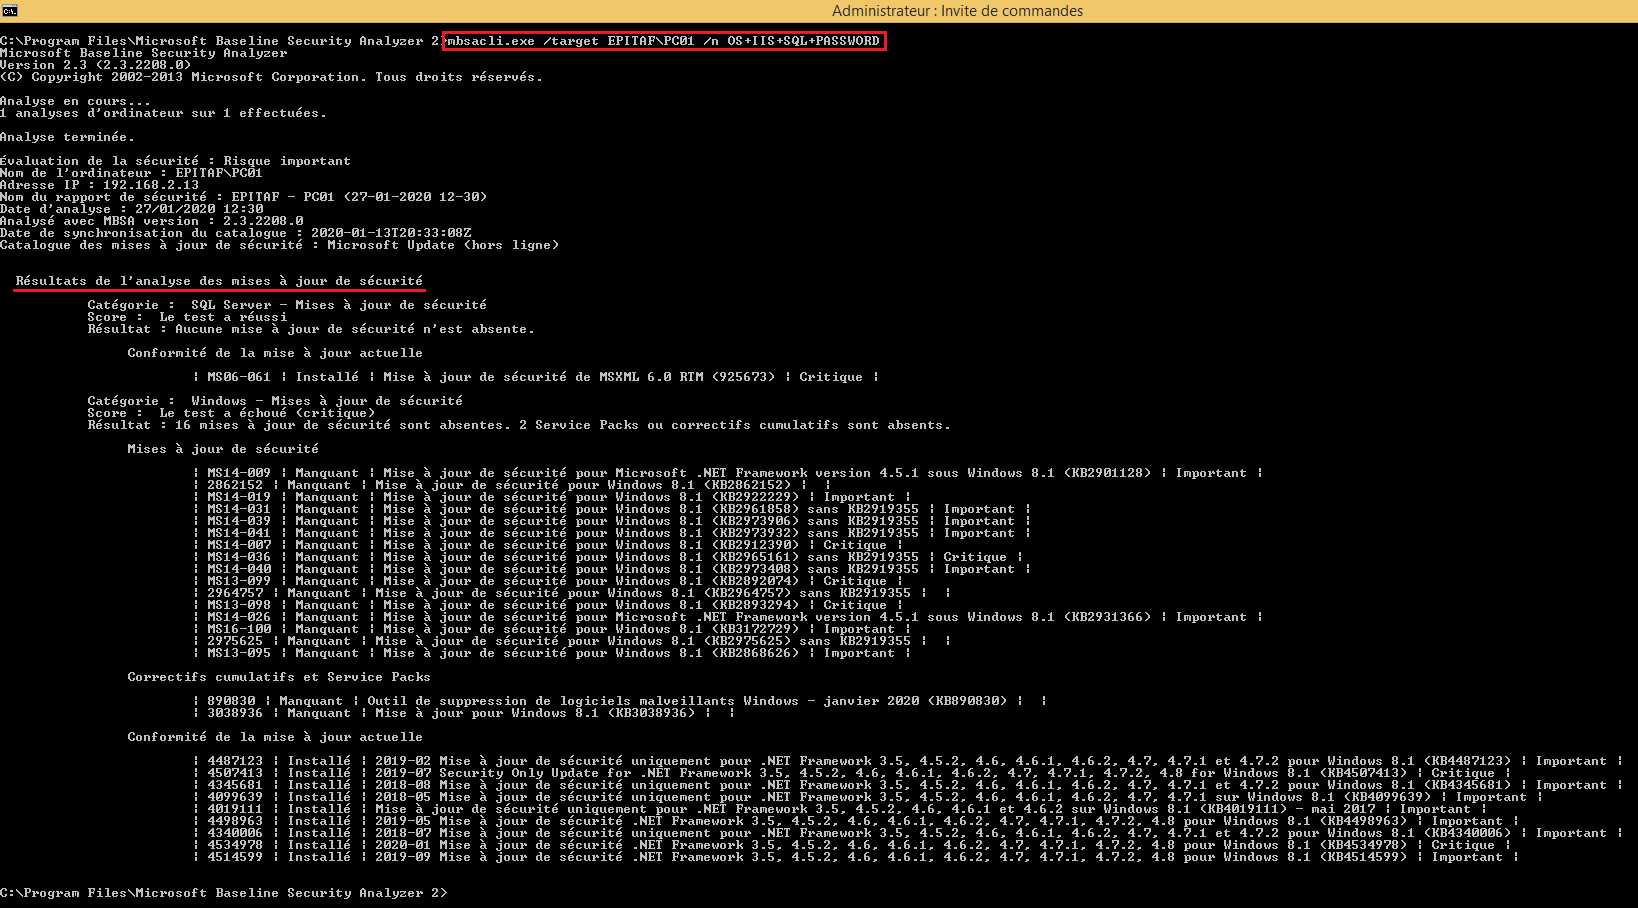 Administrateur : Invite de commandes
C:\Program Files\Microsoft Baseline Security Analyzer 2>mbsacli.exe /target EPITAF\PC01 /n OS+IIS+SQL+PASSWORD
Microsoft Baseline Security Analyzer
Version 2.3 (2.3.2208.0)
(C) Copyright 2002-2013 Microsoft Corporation. Tous droits réservés.
Analyse en cours...
1 analyses d'ordinateur sur 1 effectuées.
Analyse terminée.
Évaluation de la sécurité : Risque important
Nom de l'ordinateur : EPITAF\PC01
Adresse IP : 192.168.2.13
Nom du rapport de sécurité : EPITAF - PC01 (27-01-2020 12-30)
Date d'analyse : 27/01/2020 12:30
Analysé avec MBSA version : 2.3.2208.0
Date de synchronisation du catalogue : 2020-01-13T20:33:08Z
Catalogue des mises à jour de sécurité : Microsoft Update (hors ligne)
Résultats de l'analyse des mises à jour de sécurité
Catégorie :  SQL Server - Mises à jour de sécurité
Score :  Le test a réussi
Résultat : Aucune mise à jour de sécurité n'est absente.
Conformité de la mise à jour actuelle
| MS06-061 | Installé | Mise à jour de sécurité de MSXML 6.0 RTM (925673) | Critique |
Catégorie :  Windows - Mises à jour de sécurité
Score :  Le test a échoué (critique)
Résultat : 16 mises à jour de sécurité sont absentes. 2 Service Packs ou correctifs cumulatifs sont absents.
Mises à jour de sécurité
| MS14-009 | Manquant | Mise à jour de sécurité pour Microsoft .NET Framework version 4.5.1 sous Windows 8.1 (KB2901128) | Important |
| 2862152 | Manquant | Mise à jour de sécurité pour Windows 8.1 (KB2862152) |  |
| MS14-019 | Manquant | Mise à jour de sécurité pour Windows 8.1 (KB2922229) | Important |
| MS14-031 | Manquant | Mise à jour de sécurité pour Windows 8.1 (KB2961858) sans KB2919355 | Important |
| MS14-039 | Manquant | Mise à jour de sécurité pour Windows 8.1 (KB2973906) sans KB2919355 | Important |
| MS14-041 | Manquant | Mise à jour de sécurité pour Windows 8.1 (KB2973932) sans KB2919355 | Important |
| MS14-007 | Manquant | Mise à jour de sécurité pour Windows 8.1 (KB2912390) | Critique |
| MS14-036 | Manquant | Mise à jour de sécurité pour Windows 8.1 (KB2965161) sans KB2919355 | Critique |
| MS14-040 | Manquant | Mise à jour de sécurité pour Windows 8.1 (KB2973408) sans KB2919355 | Important |
| MS13-099 | Manquant | Mise à jour de sécurité pour Windows 8.1 (KB2892074) | Critique |
| 2964757 | Manquant | Mise à jour de sécurité pour Windows 8.1 (KB2964757) sans KB2919355 |  |
| MS13-098 | Manquant | Mise à jour de sécurité pour Windows 8.1 (KB2893294) | Critique |
| MS14-026 | Manquant | Mise à jour de sécurité pour Microsoft .NET Framework version 4.5.1 sous Windows 8.1 (KB2931366) | Important |
| MS16-100 | Manquant | Mise à jour de sécurité pour Windows 8.1 (KB3172729) | Important |
| 2975625 | Manquant | Mise à jour de sécurité pour Windows 8.1 (KB2975625) sans KB2919355 |  |
| MS13-095 | Manquant | Mise à jour de sécurité pour Windows 8.1 (KB2868626) | Important |
Correctifs cumulatifs et Service Packs
| 890830 | Manquant | Outil de suppression de logiciels malveillants Windows - janvier 2020 (KB890830) |  |
| 3038936 | Manquant | Mise à jour pour Windows 8.1 (KB3038936) |  |
Conformité de la mise à jour actuelle
| 4487123 | Installé | 2019-02 Mise à jour de sécurité uniquement pour .NET Framework 3.5, 4.5.2, 4.6, 4.6.1, 4.6.2, 4.7, 4.7.1 et 4.7.2 pour Windows 8.1 (KB4487123) | Important |
| 4507413 | Installé | 2019-07 Security Only Update for .NET Framework 3.5, 4.5.2, 4.6, 4.6.1, 4.6.2, 4.7, 4.7.1, 4.7.2, 4.8 for Windows 8.1 (KB4507413) | Critique |
| 4345681 | Installé | 2018-08 Mise à jour de sécurité uniquement pour .NET Framework 3.5, 4.5.2, 4.6, 4.6.1, 4.6.2, 4.7, 4.7.1 et 4.7.2 pour Windows 8.1 (KB4345681) | Important |
| 4099639 | Installé | 2018-05 Mise à jour de sécurité uniquement pour .NET Framework 3.5, 4.5.2, 4.6, 4.6.1, 4.6.2, 4.7, 4.7.1 sur Windows 8.1 (KB4099639) | Important |
| 4019111 | Installé | Mise à jour de sécurité uniquement pour .NET Framework 3.5, 4.5.2, 4.6, 4.6.1 et 4.6.2 sur Windows 8.1 (KB4019111) - mai 2017 | Important |
| 4498963 | Installé | 2019-05 Mise à jour de sécurité .NET Framework 3.5, 4.5.2, 4.6, 4.6.1, 4.6.2, 4.7, 4.7.1, 4.7.2, 4.8 pour Windows 8.1 (KB4498963) | Important |
| 4340006 | Installé | 2018-07 Mise à jour de sécurité uniquement pour .NET Framework 3.5, 4.5.2, 4.6, 4.6.1, 4.6.2, 4.7, 4.7.1 et 4.7.2 pour Windows 8.1 (KB4340006) | Important |
| 4534978 | Installé | 2020-01 Mise à jour de sécurité .NET Framework 3.5, 4.5.2, 4.6, 4.6.1, 4.6.2, 4.7, 4.7.1, 4.7.2, 4.8 pour Windows 8.1 (KB4534978) | Critique |
| 4514599 | Installé | 2019-09 Mise à jour de sécurité .NET Framework 3.5, 4.5.2, 4.6, 4.6.1, 4.6.2, 4.7, 4.7.1, 4.7.2, 4.8 pour Windows 8.1 (KB4514599) | Important |
C:\Program Files\Microsoft Baseline Security Analyzer 2>